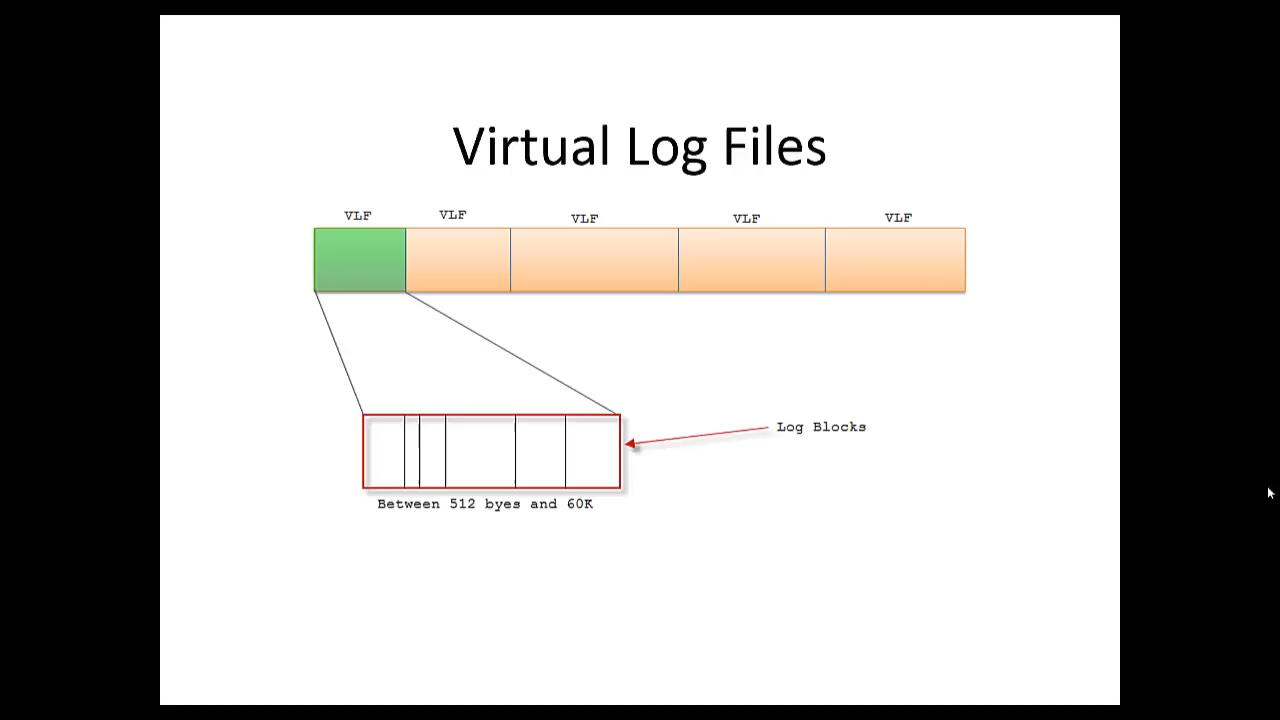 Virtual Log Files
VLF VLF VLF VLF VLF
Log Blocks
Between 512 byes and 60K